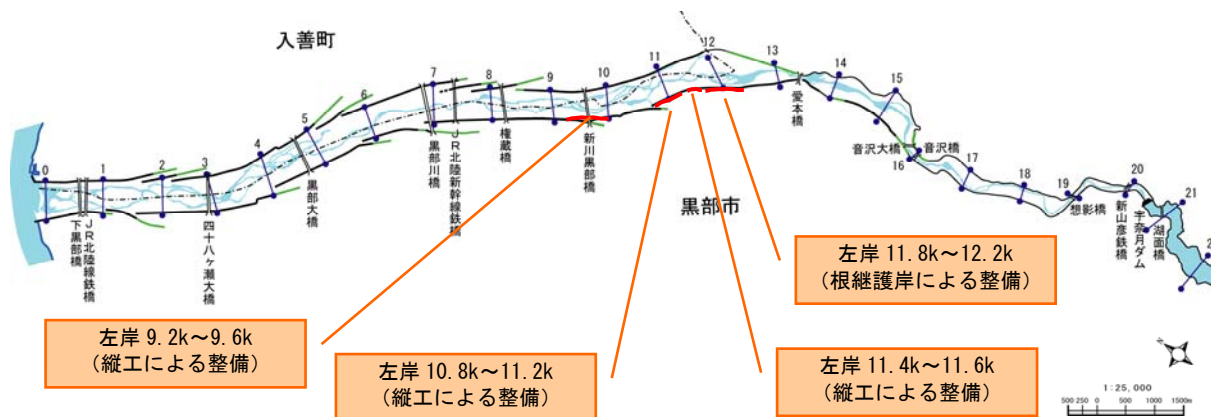 入善町
0
1
2
3
4
5
6
7
8
9
10
11
12
13
14
15
16
17
18
19
20
21
下黒部橋
JR北陸線鉄橋
四十八ヶ瀬大橋
黒部大橋
黒部川橋
JR北陸新幹線鉄橋
権蔵橋
新川黒部橋
愛本橋
音沢大橋
音沢橋
想影橋
新山彦鉄橋
宇奈月ダム
湖面橋
黒部市
左岸 11.8k~12.2k
(根継護岸による整備)
左岸 9.2k~9.6k
(縦工による整備)
左岸 10.8k~11.2k
(縦工による整備)
左岸 11.4k~11.6k
(縦工による整備)
1:25,000
500 250 0 500 1000 1500m